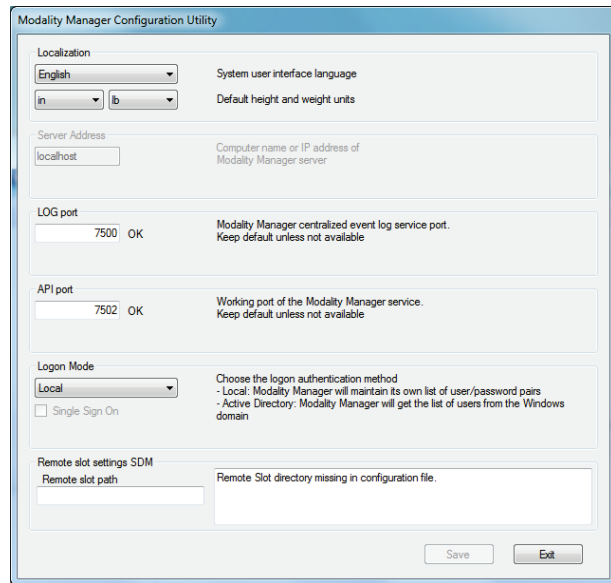 Modality Manager Configuration Utility
Localization
English
System user interface language
in
lb
Default height and weight units
Server Address
localhost
Computer name or IP address of
Modality Manager server
LOG port
7500
OK
Modality Manager centralized event log service port.
Keep default unless not available
API port
7502
OK
Working port of the Modality Manager service.
Keep default unless not available
Logon Mode
Local
Single Sign On
Choose the logon authentication method
- Local: Modality Manager will maintain its own list of user/password pairs
- Active Directory: Modality Manager will get the list of users from the Windows
domain
Remote slot settings SDM
Remote slot path
Remote Slot directory missing in configuration file.
Save
Exit